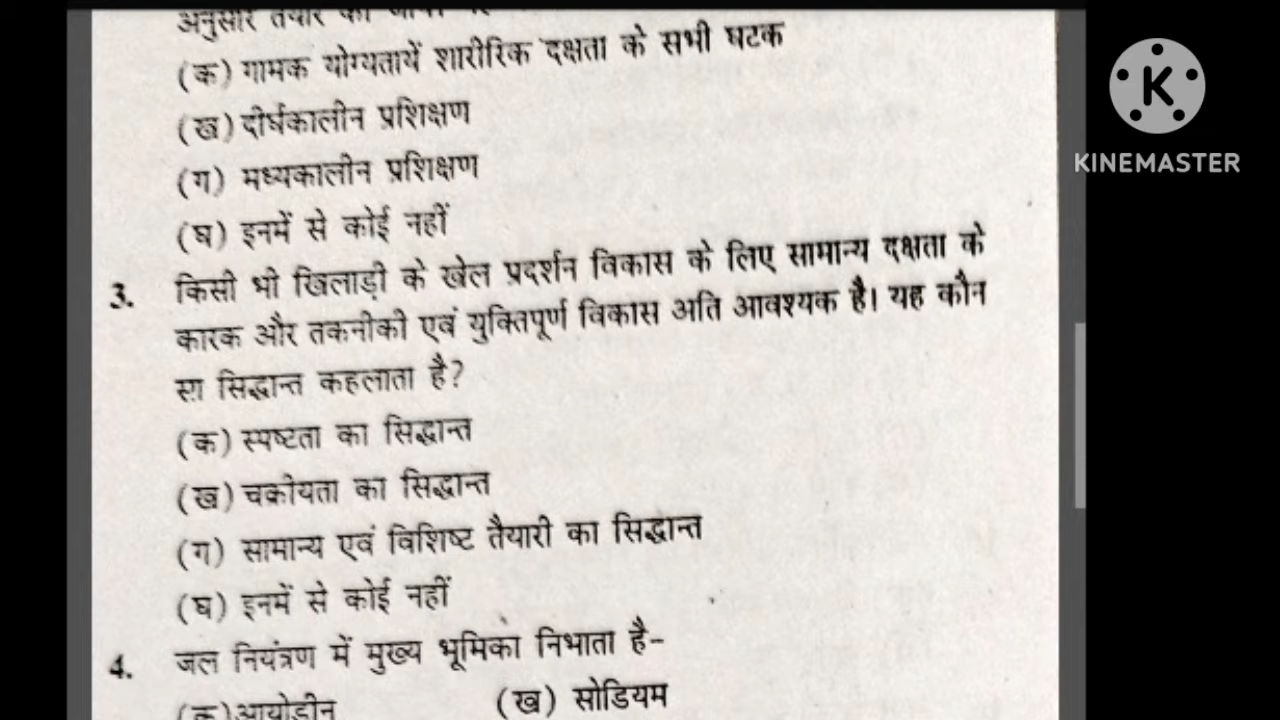 अनुसार तैयार
(क) गामक योग्यतायें शारीरिक दक्षता के सभी घटक
(ख) दीर्घकालीन प्रशिक्षण
(ग) मध्यकालीन प्रशिक्षण
(घ) इनमें से कोई नहीं
3. किसी भी खिलाड़ी के खेल प्रदर्शन विकास के लिए सामान्य दक्षता के
कारक और तकनीकी एवं युक्तिपूर्ण विकास अति आवश्यक है। यह कौन
सा सिद्धान्त कहलाता है?
(क) स्पष्टता का सिद्धान्त
(ख) चक्रीयता का सिद्धान्त
(ग) सामान्य एवं विशिष्ट तैयारी का सिद्धान्त
(घ) इनमें से कोई नहीं
4. जल नियंत्रण में मुख्य भूमिका निभाता है-
(क) आयोडीन (ख) सोडियम
K
KINEMASTER